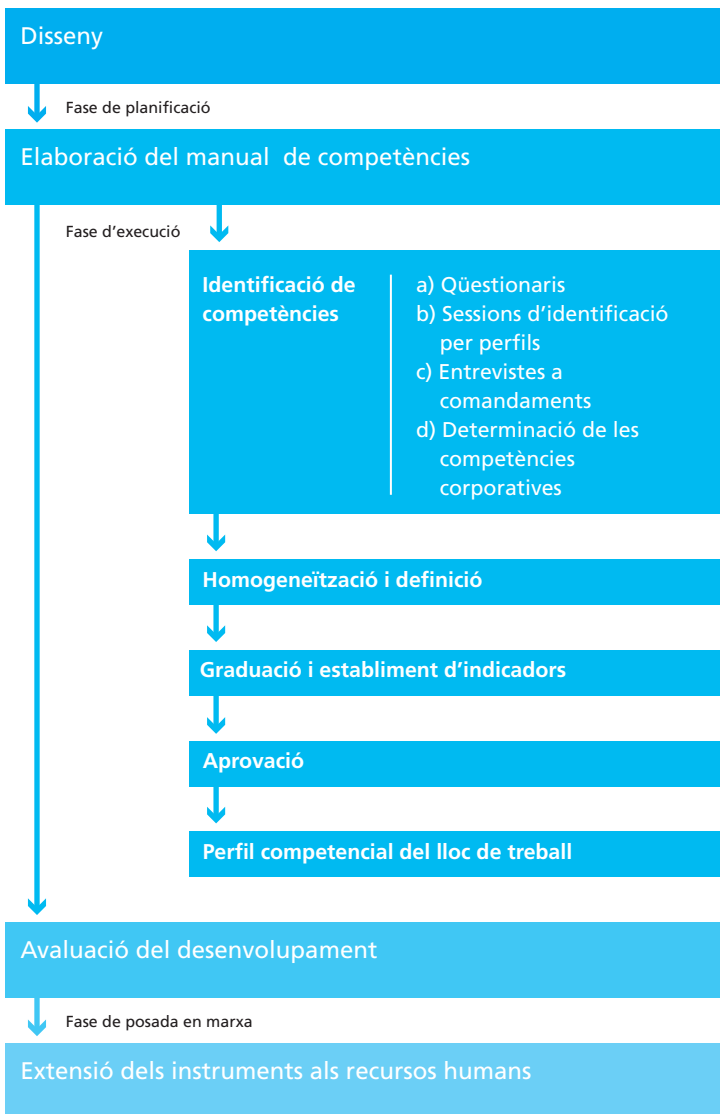 Disseny
Fase de planificació
Elaboració del manual de competències
Fase d’execució
Identificació de
competències
a) Qüestionaris
b) Sessions d’identificació
per perfils
c) Entrevistes a
comandaments
d) Determinació de les
competències
corporatives
Homogeneïtzació i definició
Graduació i establiment d’indicadors
Aprovació
Perfil competencial del lloc de treball
Avaluació del desenvolupament
Fase de posada en marxa
Extensió dels instruments als recursos humans